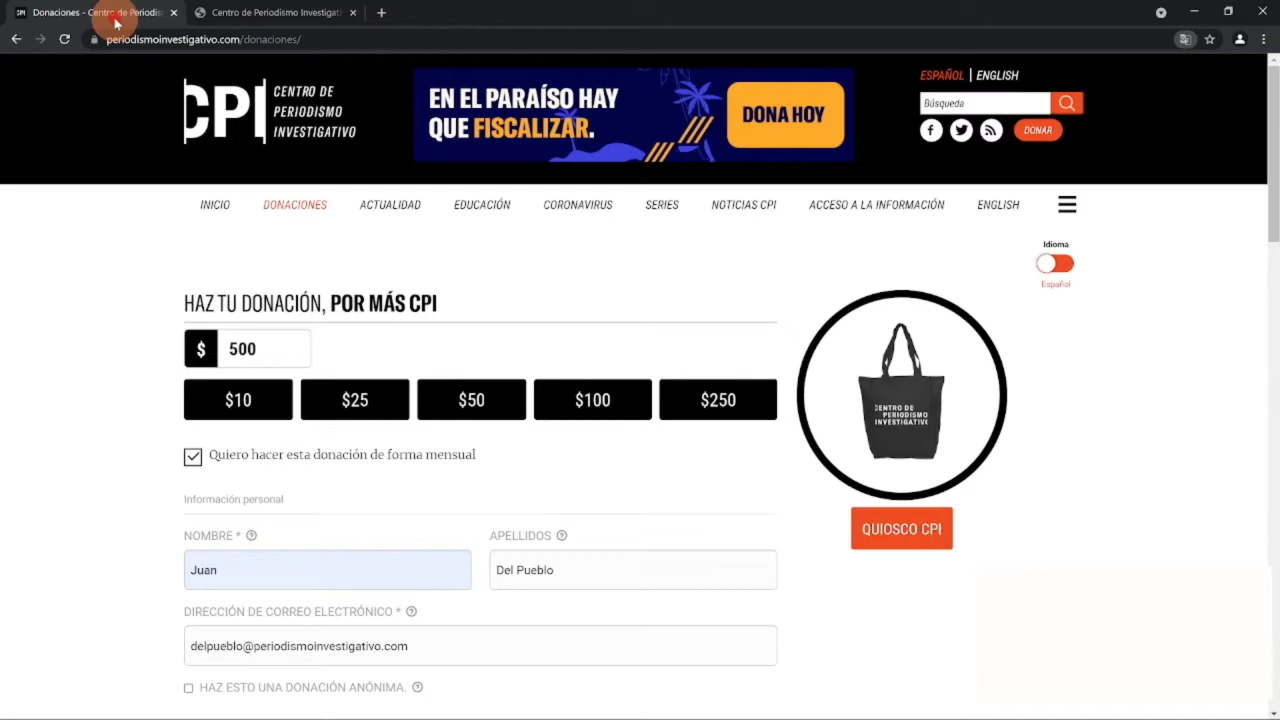 Donaciones - Centro de Periodis
Centro de Periodismo Investigati
periodismoinvestigativo.com/donaciones/
CPI
CENTRO DE
PERIODISMO
INVESTIGATIVO
EN EL PARAÍSO HAY
QUE FISCALIZAR.
DONA HOY
ESPAÑOL | ENGLISH
Búsqueda
DONAR
INICIO DONACIONES ACTUALIDAD EDUCACIÓN CORONAVIRUS SERIES NOTICIAS CPI ACCESO A LA INFORMACIÓN ENGLISH
Idioma
Español
HAZ TU DONACIÓN, POR MÁS CPI
$ 500
$10 $25 $50 $100 $250
CENTRO DE
PERIODISMO
INVESTIGATIVO
Quiero hacer esta donación de forma mensual
Información personal
QUIOSCO CPI
NOMBRE * APELLIDOS
Juan Del Pueblo
DIRECCIÓN DE CORREO ELECTRÓNICO *
delpueblo@periodismoinvestigativo.com
HAZ ESTO UNA DONACIÓN ANÓNIMA.